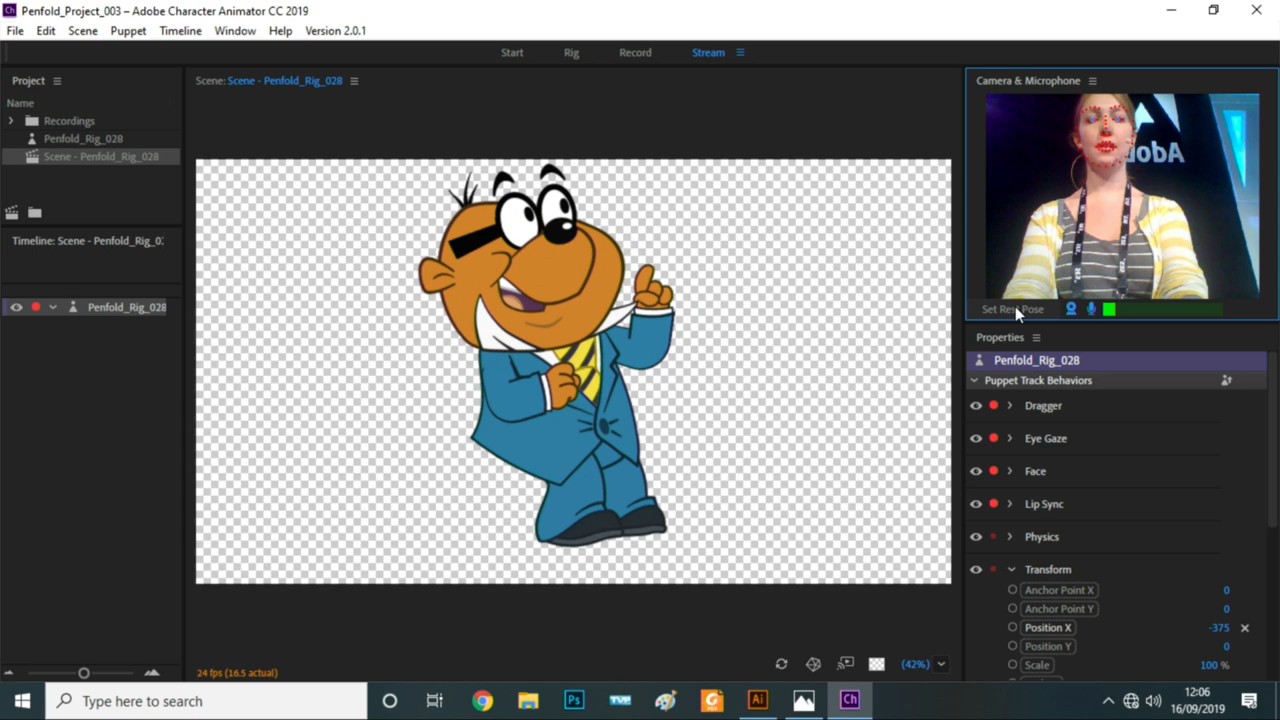 Penfold_Project_003 – Adobe Character Animator CC 2019
File Edit Scene Puppet Timeline Window Help Version 2.0.1
Start Rig Record Stream
Project
Name
Recordings
Penfold_Rig_028
Scene - Penfold_Rig_028
Timeline: Scene - Penfold_Rig_0
Penfold_Rig_028
Scene: Scene - Penfold_Rig_028
24 fps (16.5 actual)
(42%)
Camera & Microphone
Set Rest Pose
Properties
Penfold_Rig_028
Puppet Track Behaviors
Dragger
Eye Gaze
Face
Lip Sync
Physics
Transform
Anchor Point X 0
Anchor Point Y 0
Position X -375
Position Y 0
Scale 100 %
Type here to search
Ps
TVP
Ai
Ch
12:06
16/09/2019